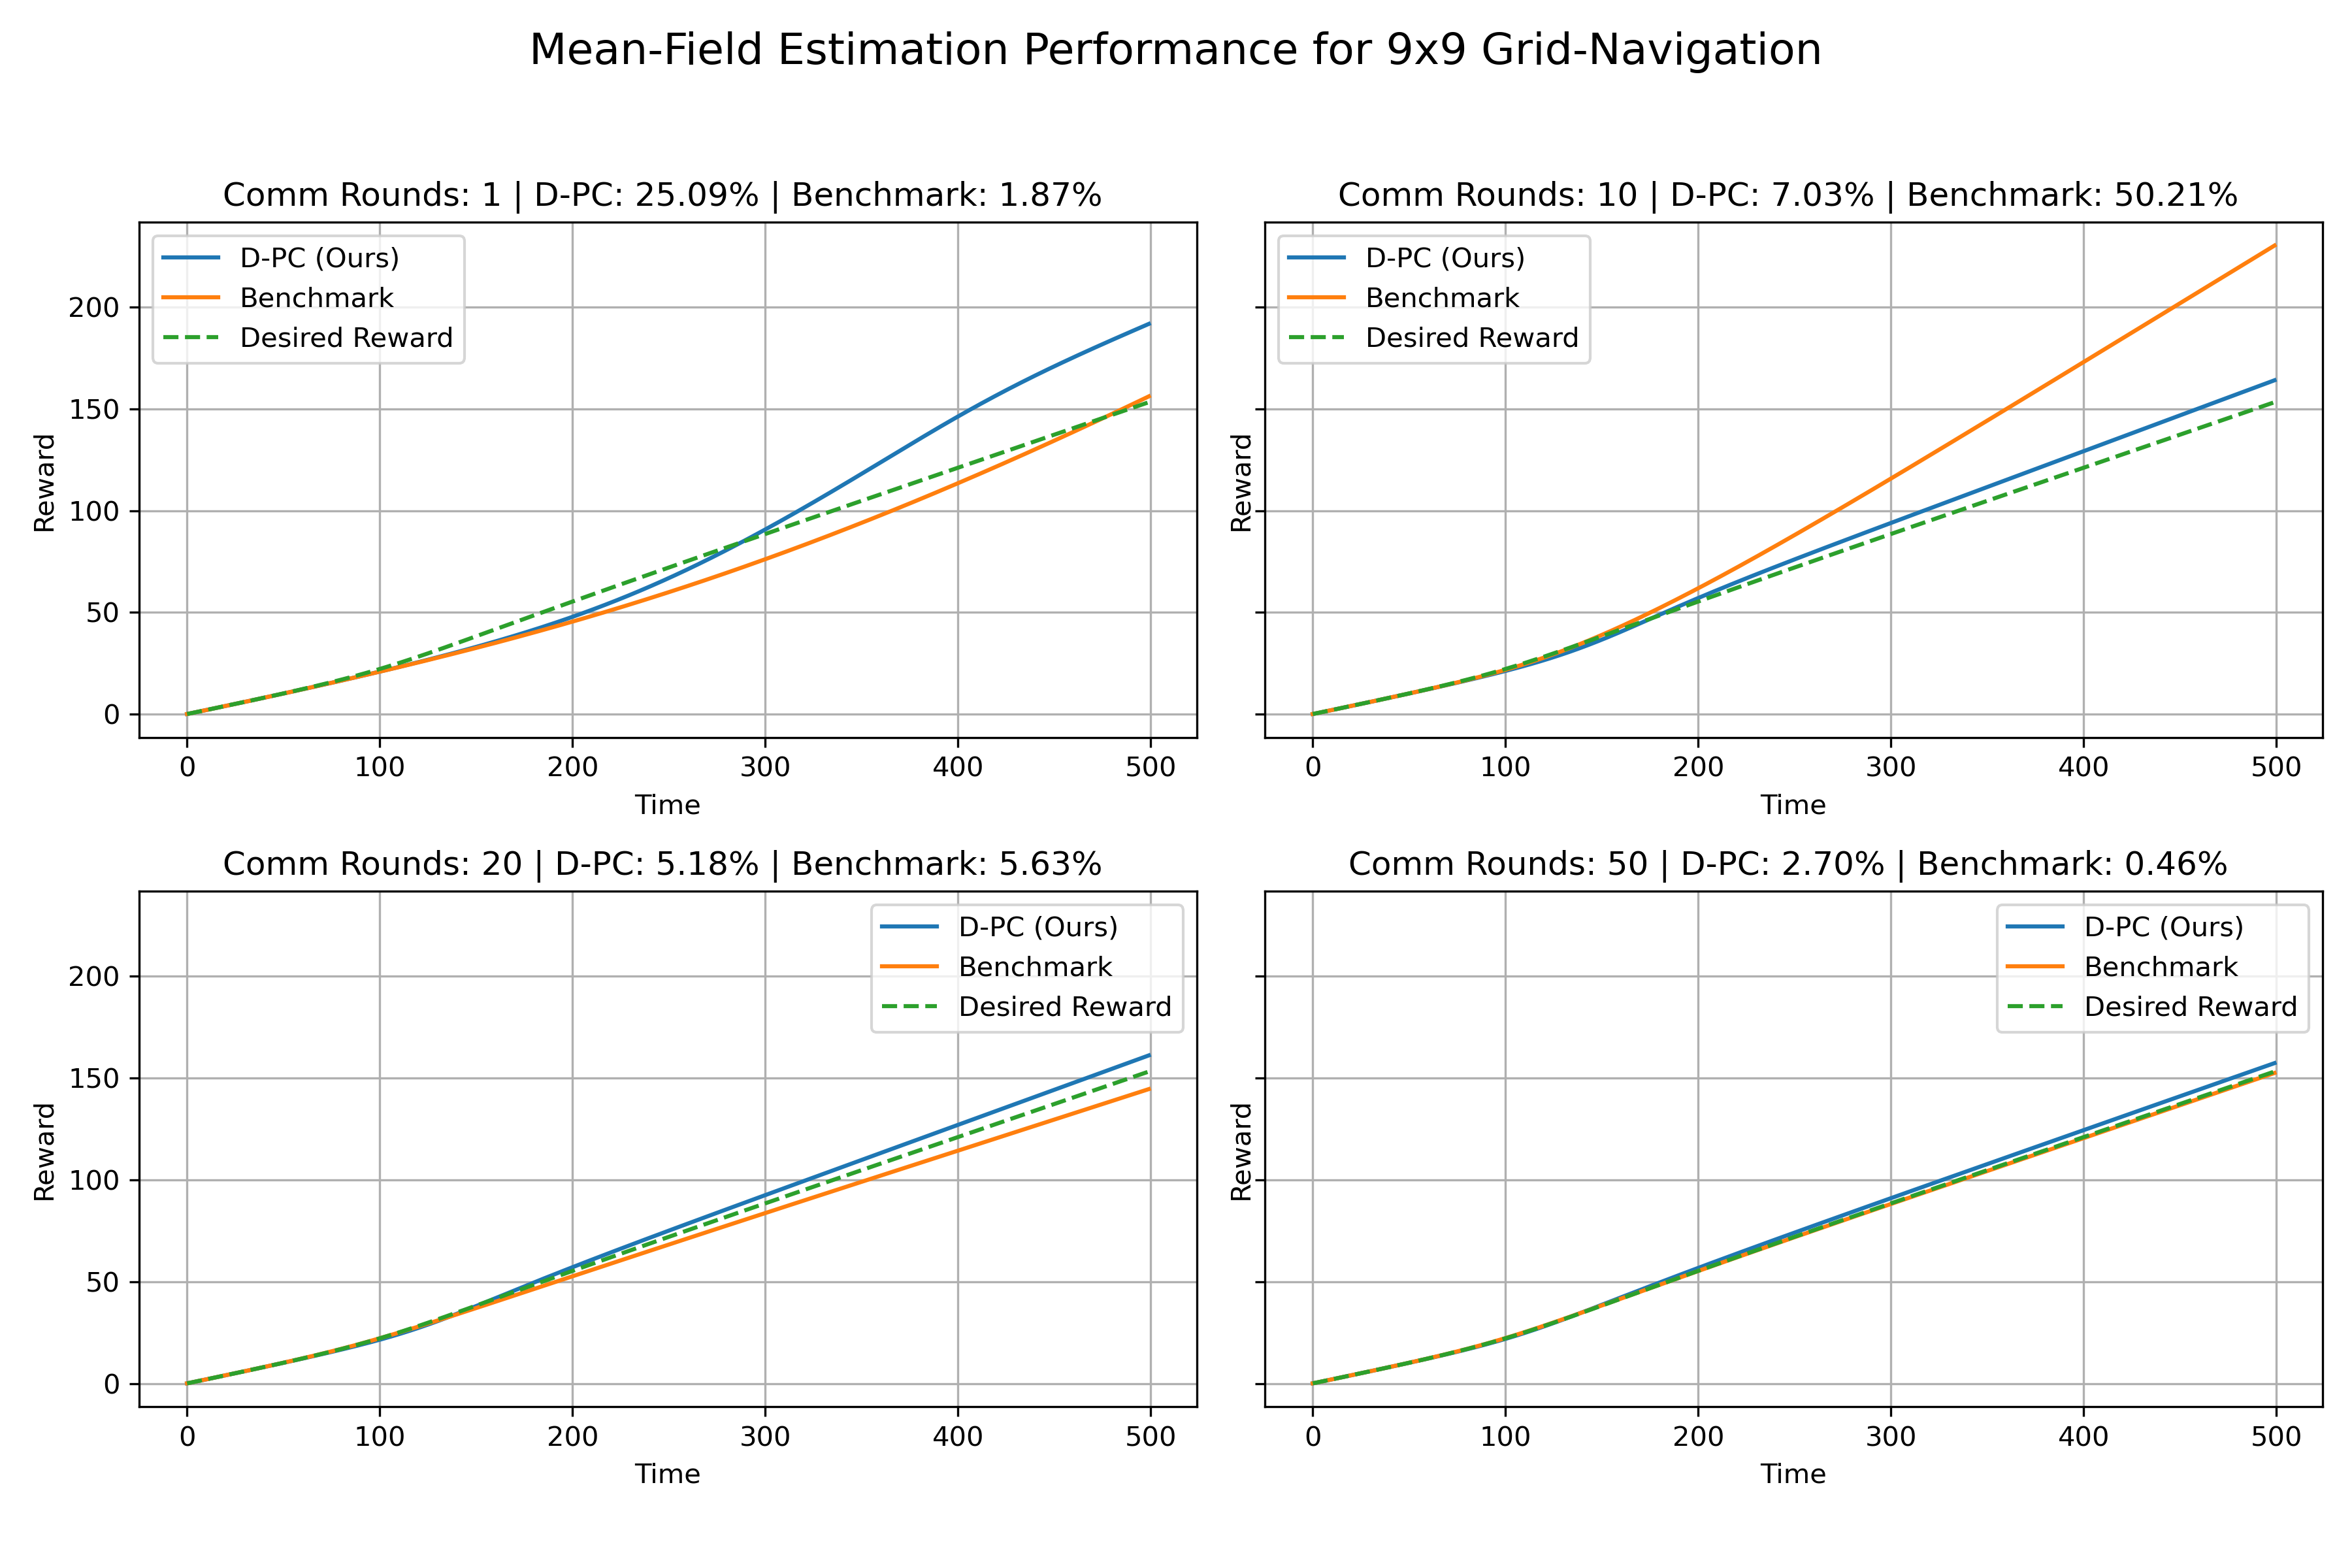 Mean-Field Estimation Performance for 9x9 Grid-Navigation
Comm Rounds: 1 | D-PC: 25.09% | Benchmark: 1.87%
D-PC (Ours)
Benchmark
Desired Reward
Reward
200
150
100
50
0
0 100 200 300 400 500
Time
Comm Rounds: 10 | D-PC: 7.03% | Benchmark: 50.21%
D-PC (Ours)
Benchmark
Desired Reward
Reward
0 100 200 300 400 500
Time
Comm Rounds: 20 | D-PC: 5.18% | Benchmark: 5.63%
D-PC (Ours)
Benchmark
Desired Reward
Reward
200
150
100
50
0
0 100 200 300 400 500
Time
Comm Rounds: 50 | D-PC: 2.70% | Benchmark: 0.46%
D-PC (Ours)
Benchmark
Desired Reward
Reward
0 100 200 300 400 500
Time